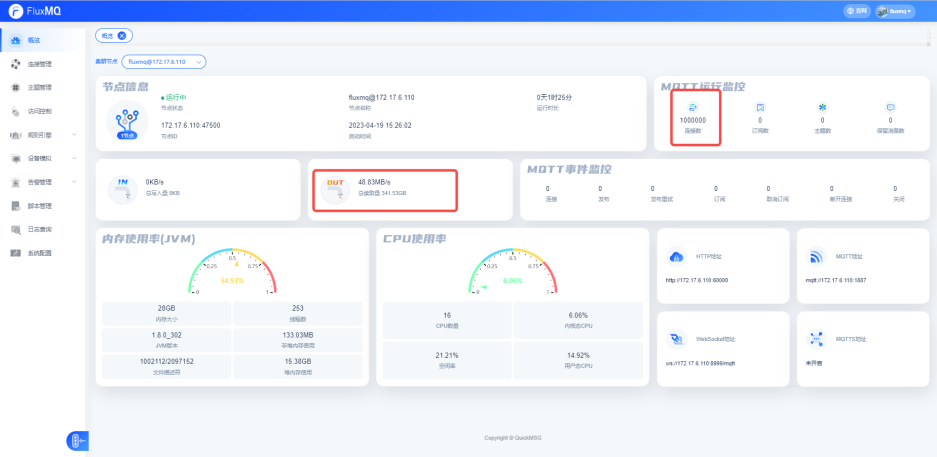 FluxMQ
官网
fluxmq
概览
连接管理
主题管理
访问控制
规则引擎
设备模拟
告警管理
脚本管理
日志查询
系统配置
概览
集群节点
fluxmq@172.17.6.110
节点信息
1节点
运行中
节点状态
fluxmq@172.17.6.110
节点名称
0天1时25分
运行时长
172.17.6.110:47500
节点ID
2023-04-19 15:26:02
启动时间
MQTT运行监控
1000000
连接数
0
订阅数
0
主题数
0
保留消息数
IN
0KB/s
总写入量 0KB
OUT
48.83MB/s
总读取量 341.53GB
MQTT事件监控
0 0 0 0 0 0 0
连接 发布 发布重试 订阅 取消订阅 断开连接 关闭
内存使用率(JVM)
0 0.25 0.5 0.75 1
54.93%
28GB
内存大小
253
线程数
1.8.0_302
JVM版本
133.03MB
非堆内存使用
1002112/2097152
文件描述符
15.38GB
堆内存使用
CPU使用率
0 0.25 0.5 0.75 1
6.06%
16
CPU数量
6.06%
内核态CPU
21.21%
空闲率
14.92%
用户态CPU
HTTP地址
http://172.17.6.110:60000
MQTT地址
mqtt://172.17.6.110:1887
WebSocket地址
ws://172.17.6.110:8999/mqtt
MQTTS地址
未开启
Copyright © QuickMSG